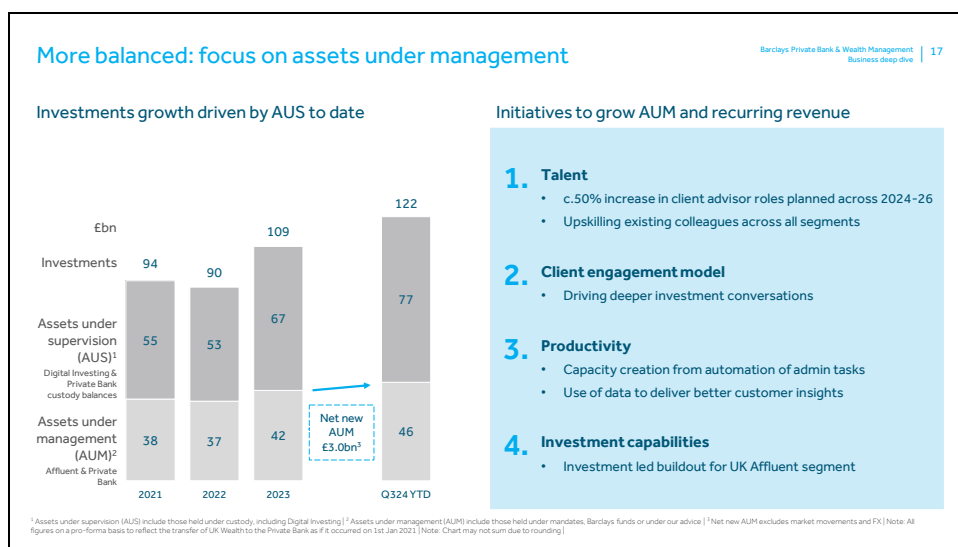 More balanced: focus on assets under management
Barclays Private Bank & Wealth Management
Business deep dive
17
Investments growth driven by AUS to date
£bn
Investments
94
90
109
122
Assets under
supervision
(AUS)1
Digital Investing &
Private Bank
custody balances
55
53
67
77
Assets under
management
(AUM)2
Affluent & Private
Bank
38
37
42
46
Net new
AUM
£3.0bn3
2021
2022
2023
Q324 YTD
Initiatives to grow AUM and recurring revenue
1. Talent
• c.50% increase in client advisor roles planned across 2024-26
• Upskilling existing colleagues across all segments
2. Client engagement model
• Driving deeper investment conversations
3. Productivity
• Capacity creation from automation of admin tasks
• Use of data to deliver better customer insights
4. Investment capabilities
• Investment led buildout for UK Affluent segment
1 Assets under supervision (AUS) include those held under custody, including Digital Investing | 2 Assets under management (AUM) include those held under mandates, Barclays funds or under our advice | 3 Net new AUM excludes market movements and FX | Note: All
figures on a pro-forma basis to reflect the transfer of UK Wealth to the Private Bank as if it occurred on 1st Jan 2021 | Note: Chart may not sum due to rounding |